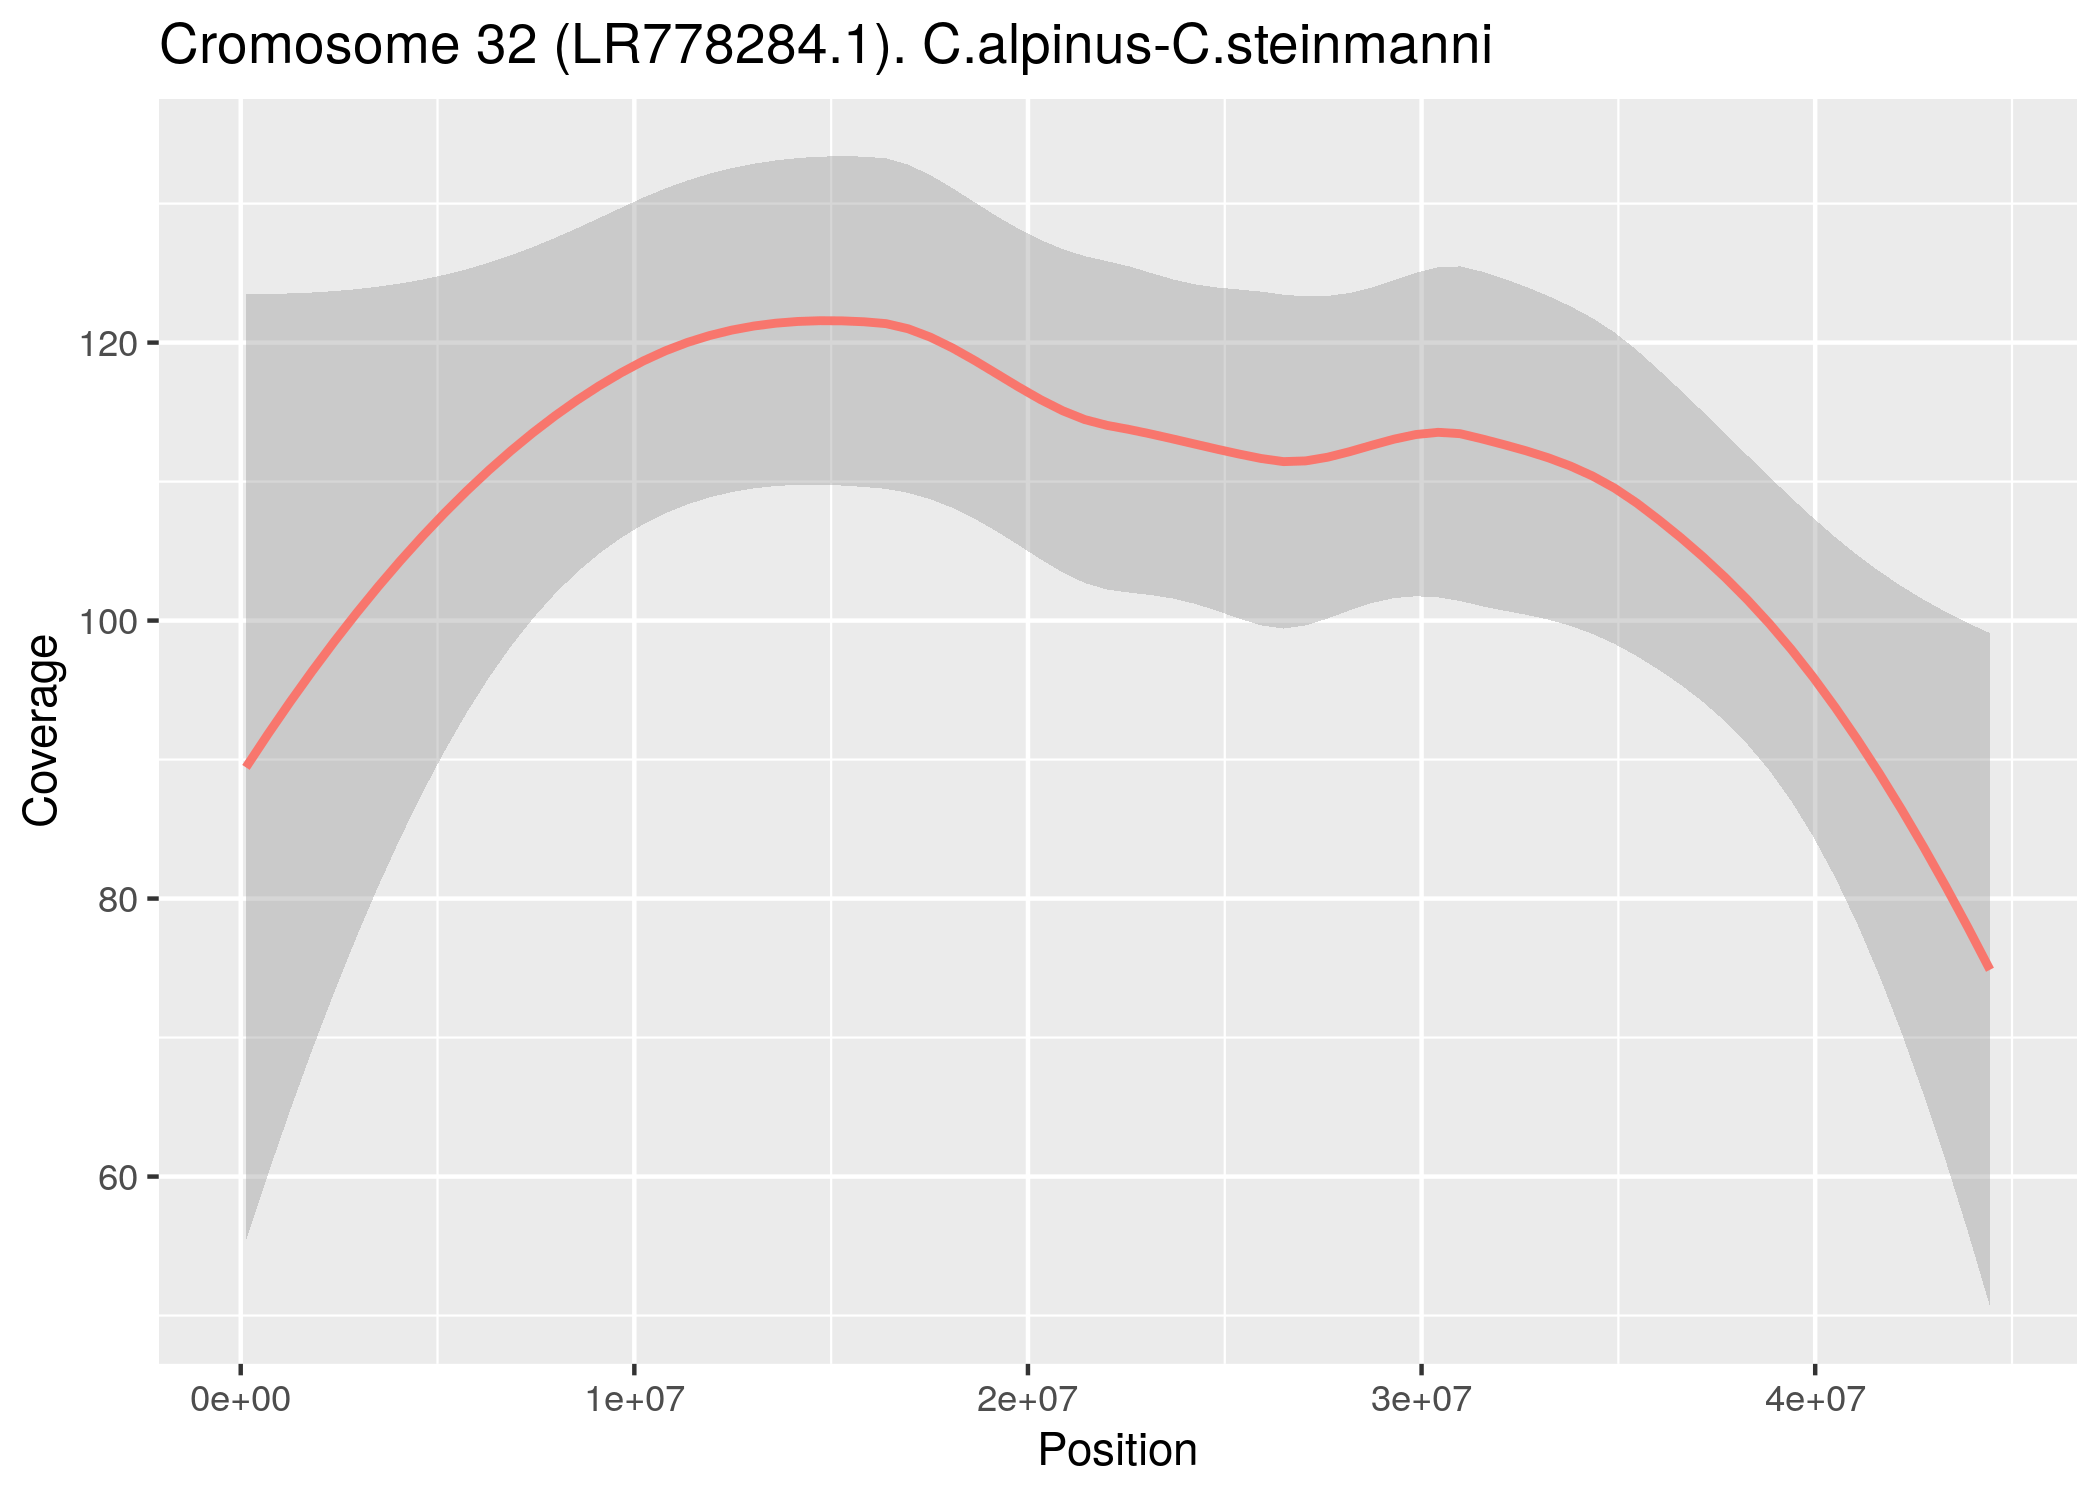 Cromosome 32 (LR778284.1). C.alpinus-C.steinmanni
120
100
80
60
Coverage
0e+00 1e+07 2e+07 3e+07 4e+07
Position